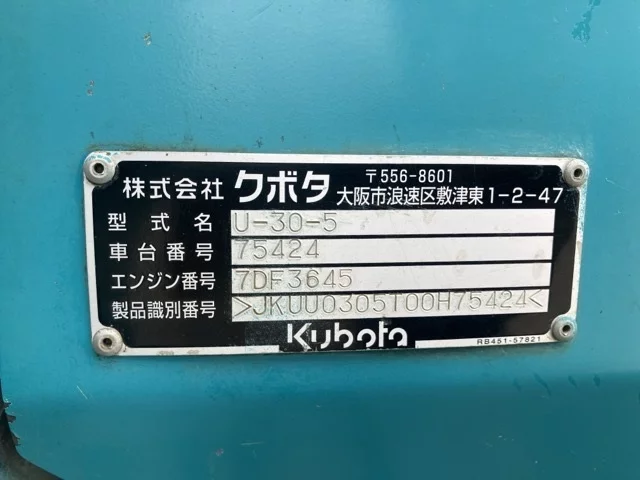 株式会社 クボタ 〒556-8601
大阪市浪速区敷津東1-2-47
型式名 U-30-5
車台番号 75424
エンジン番号 7DF3645
製品識別番号 >JKUU0305T00H75424<
Kubota RB451-57821